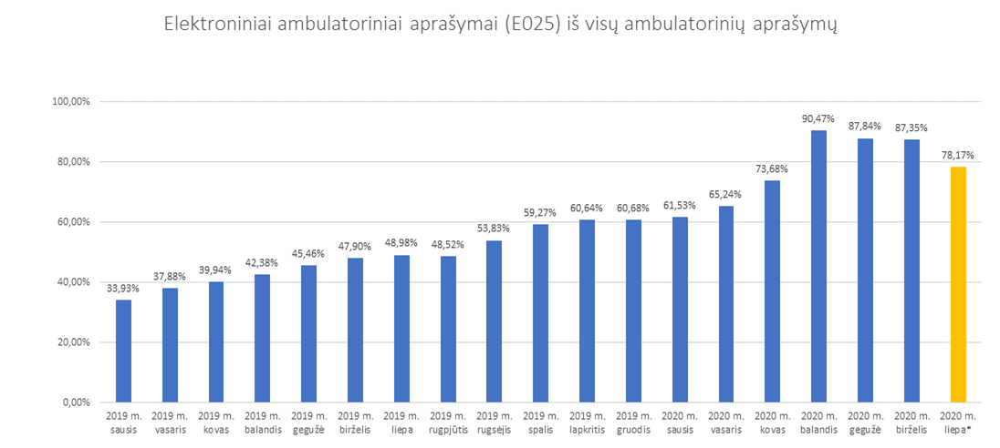 Elektroniniai ambulatoriniai aprašymai (E025) iš visų ambulatorinių aprašymų
100,00%
80,00%
60,00%
40,00%
20,00%
0,00%
33,93%
37,88%
39,94%
42,38%
45,46%
47,90%
48,98%
48,52%
53,83%
59,27%
60,64%
60,68%
61,53%
65,24%
73,68%
90,47%
87,84%
87,35%
78,17%
2019 m.
sausis
2019 m.
vasaris
2019 m.
kovas
2019 m.
balandis
2019 m.
gegužė
2019 m.
birželis
2019 m.
liepa
2019 m.
rugpjūtis
2019 m.
rugsėjis
2019 m.
spalis
2019 m.
lapkritis
2019 m.
gruodis
2020 m.
sausis
2020 m.
vasaris
2020 m.
kovas
2020 m.
balandis
2020 m.
gegužė
2020 m.
birželis
2020 m.
liepa*